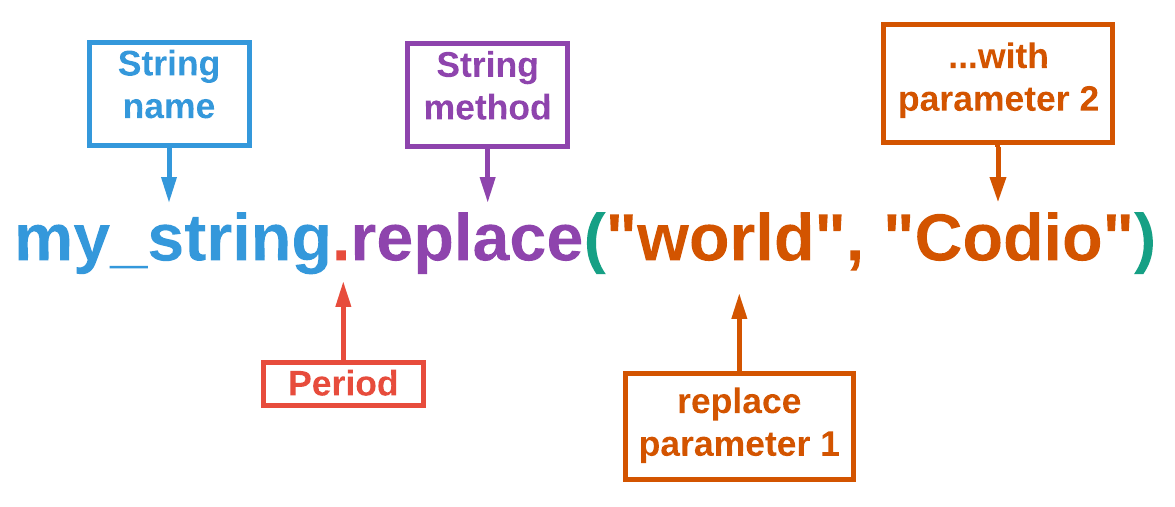 String
name
String
method
...with
parameter 2
my_string.replace("world", "Codio")
Period
replace
parameter 1